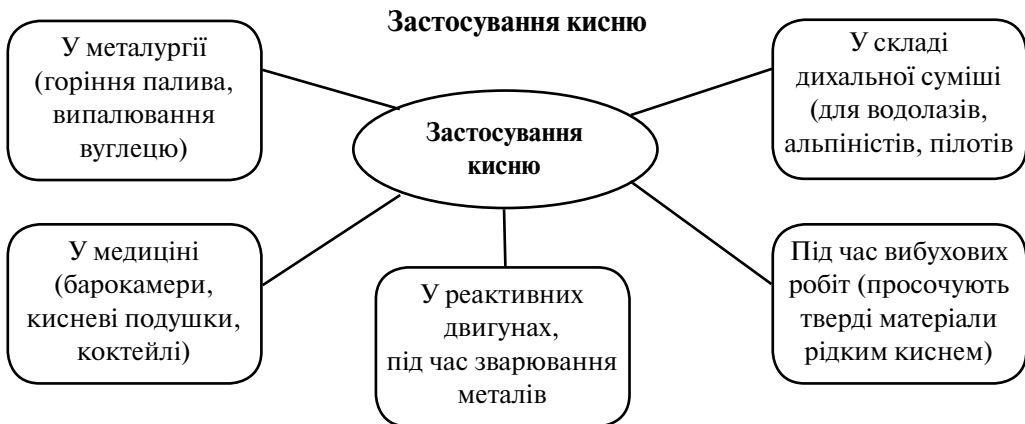 Застосування кисню
У металургії
(горіння палива,
випалювання
вуглецю)
Застосування
кисню
У складі
дихальної суміші
(для водолазів,
альпіністів, пілотів
У медиціні
(барокамери,
кисневі подушки,
коктейлі)
У реактивних
двигунах,
під час зварювання
металів
Під час вибухових
робіт (просочують
тверді матеріали
рідким киснем)